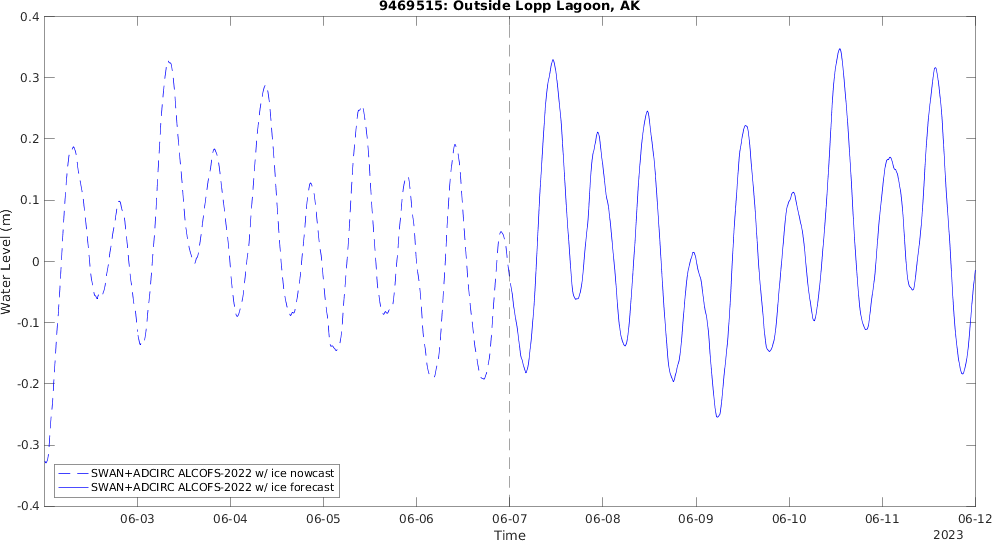 9469515: Outside Lopp Lagoon, AK
0.4
0.3
0.2
0.1
0
-0.1
-0.2
-0.3
-0.4
Water Level (m)
SWAN+ADCIRC ALCOFS-2022 w/ ice nowcast
SWAN+ADCIRC ALCOFS-2022 w/ ice forecast
06-03 06-04 06-05 06-06 06-07 06-08 06-09 06-10 06-11 06-12
Time
2023